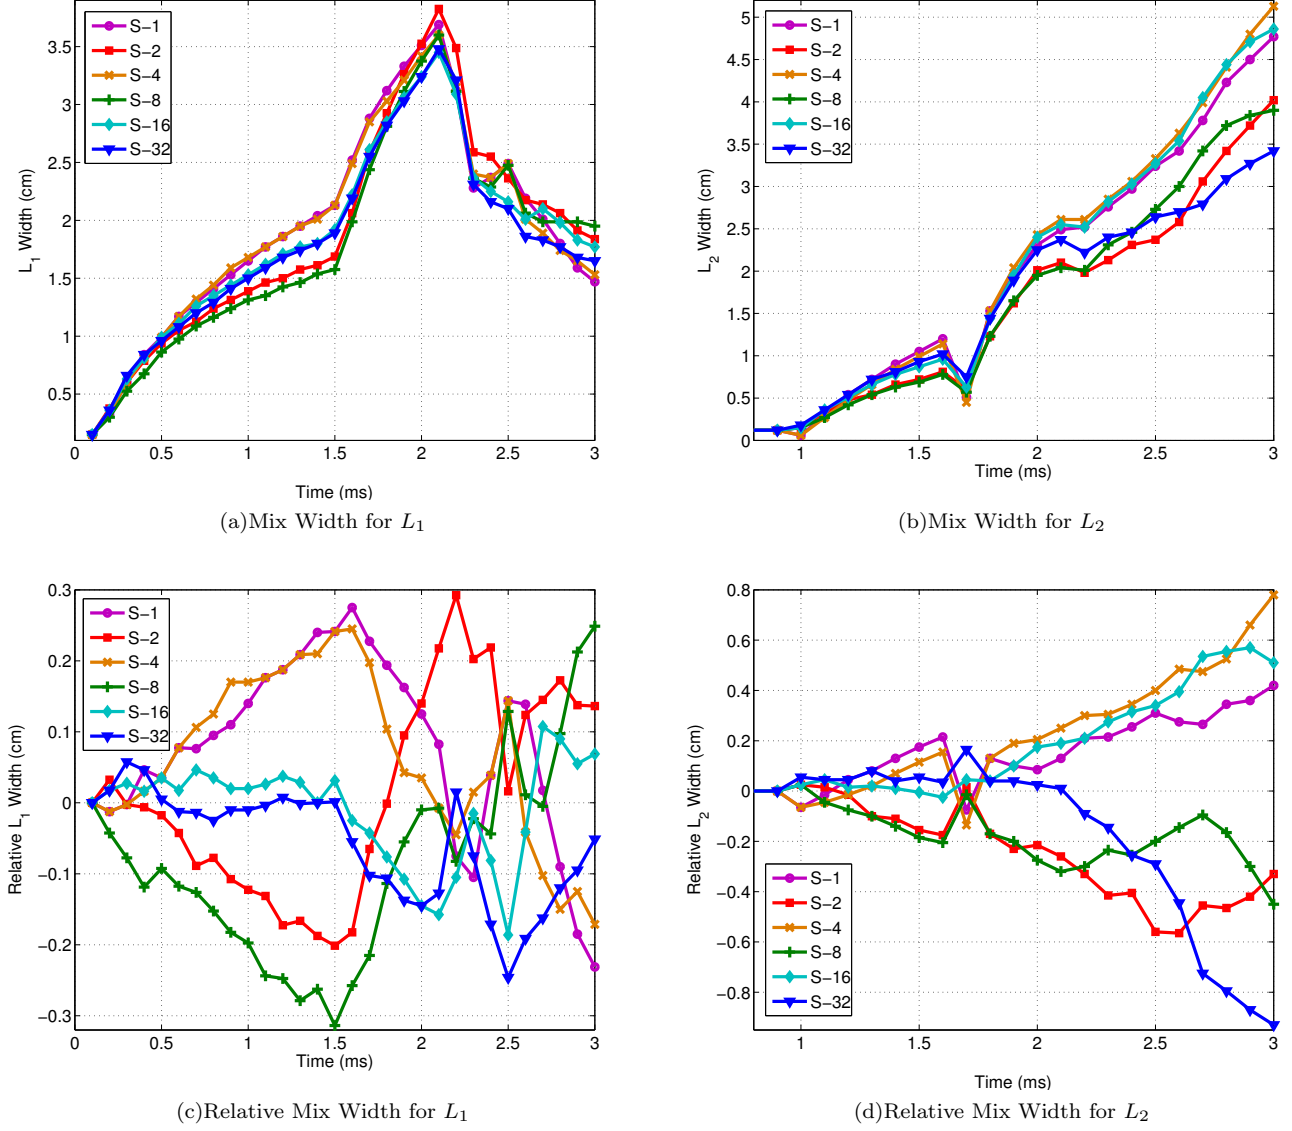 S-1
S-2
S-4
S-8
S-16
S-32
3.5
3
2.5
2
1.5
1
0.5
L1 Width (cm)
0 0.5 1 1.5 2 2.5 3
Time (ms)
(a)Mix Width for L1
S-1
S-2
S-4
S-8
S-16
S-32
5
4.5
4
3.5
3
2.5
2
1.5
1
0.5
0
L2 Width (cm)
1 1.5 2 2.5 3
Time (ms)
(b)Mix Width for L2
S-1
S-2
S-4
S-8
S-16
S-32
0.3
0.2
0.1
0
-0.1
-0.2
-0.3
Relative L1 Width (cm)
0 0.5 1 1.5 2 2.5 3
Time (ms)
(c)Relative Mix Width for L1
0.8
0.6
0.4
0.2
0
-0.2
-0.4
-0.6
-0.8
Relative L2 Width (cm)
S-1
S-2
S-4
S-8
S-16
S-32
1 1.5 2 2.5 3
Time (ms)
(d)Relative Mix Width for L2